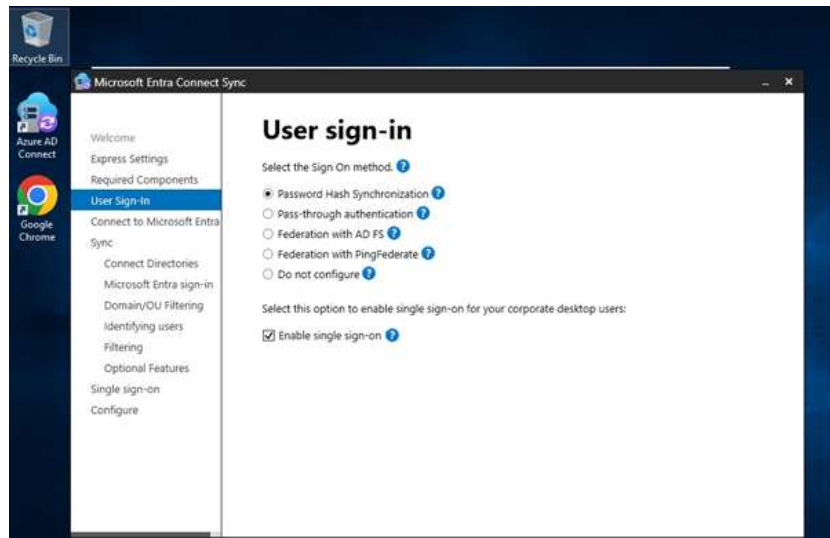 Recycle Bin
Azure AD
Connect
Google
Chrome
Microsoft Entra Connect Sync
Welcome
Express Settings
Required Components
User Sign-In
Connect to Microsoft Entra
Sync
Connect Directories
Microsoft Entra sign-in
Domain/OU Filtering
Identifying users
Filtering
Optional Features
Single sign-on
Configure
User sign-in
Select the Sign On method. ?
Password Hash Synchronization ?
Pass-through authentication ?
Federation with AD FS ?
Federation with PingFederate ?
Do not configure ?
Select this option to enable single sign-on for your corporate desktop users:
Enable single sign-on ?